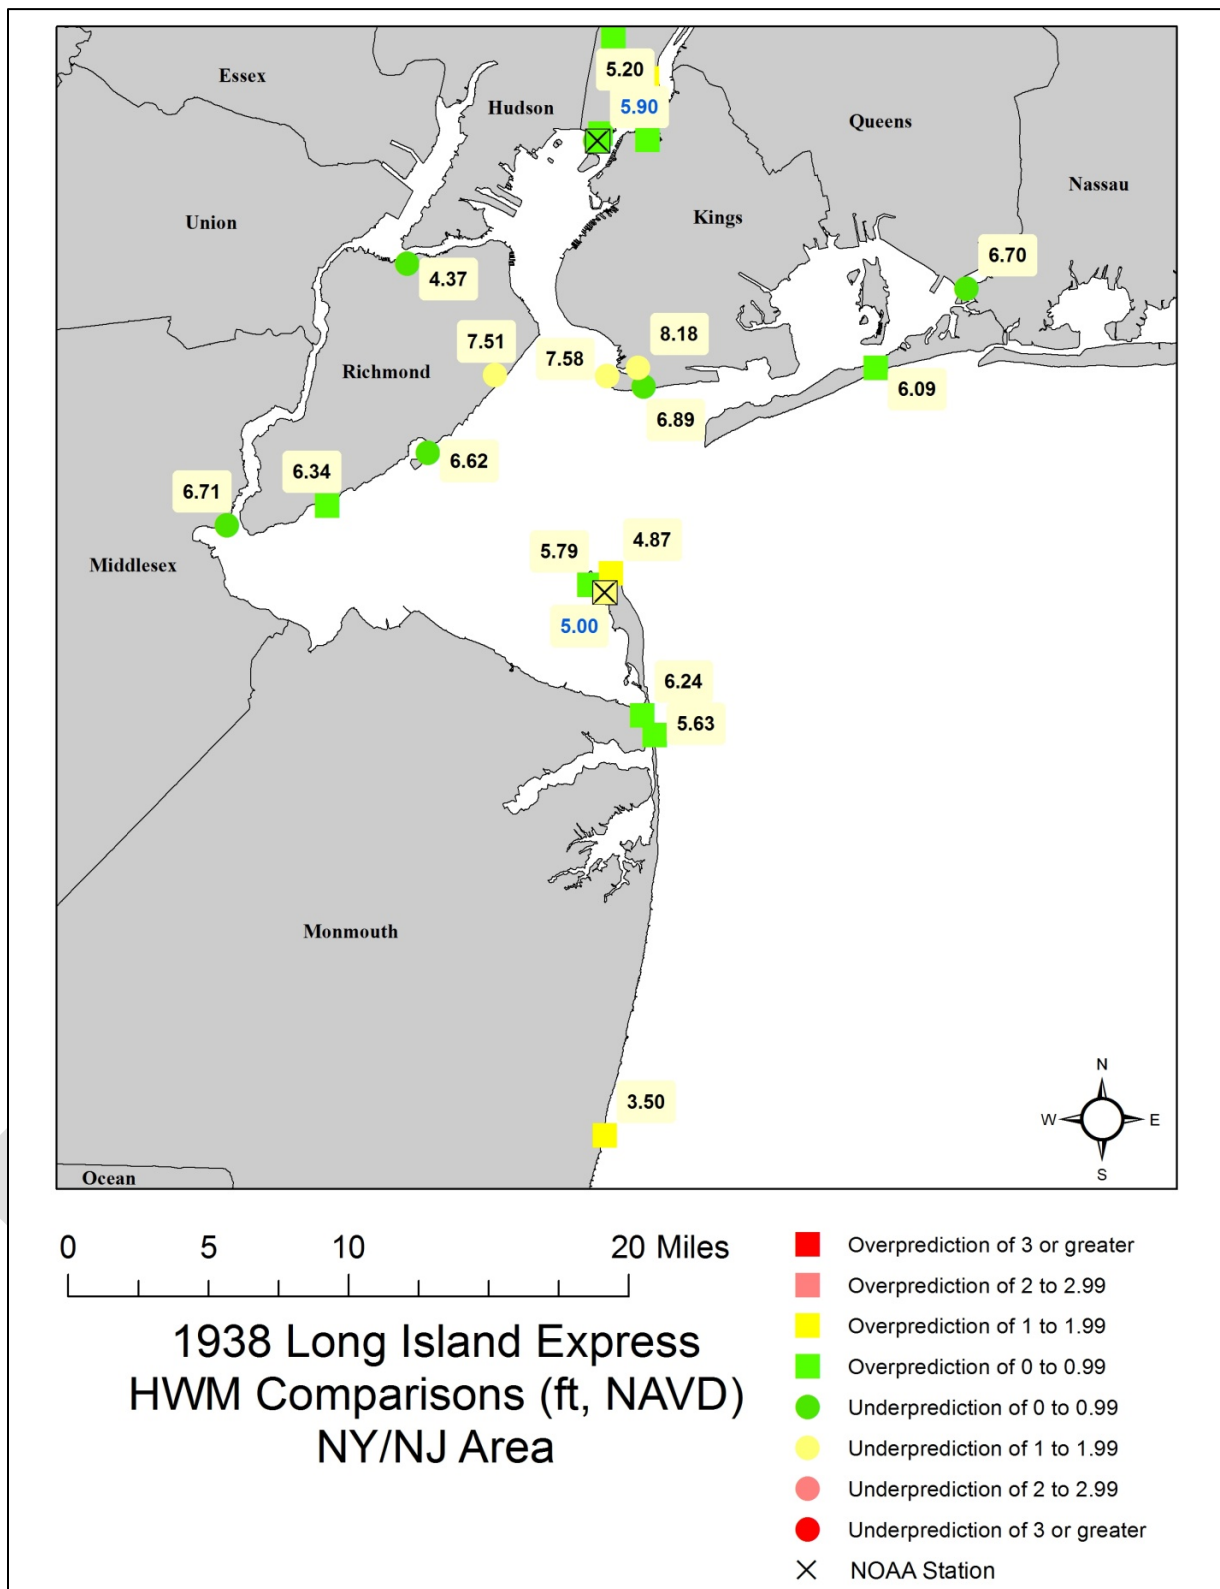 5.20
Essex
5.90
Hudson
Queens
Nassau
Union
Kings
6.70
4.37
8.18
7.51
7.58
Richmond
6.09
6.89
6.62
6.34
6.71
4.87
5.79
Middlesex
5.00
6.24
5.63
Monmouth
N
3.50
W E
S
Ocean
0 5 10 20 Miles
1938 Long Island Express
HWM Comparisons (ft, NAVD)
NY/NJ Area
Overprediction of 3 or greater
Overprediction of 2 to 2.99
Overprediction of 1 to 1.99
Overprediction of 0 to 0.99
Underprediction of 0 to 0.99
Underprediction of 1 to 1.99
Underprediction of 2 to 2.99
Underprediction of 3 or greater
NOAA Station